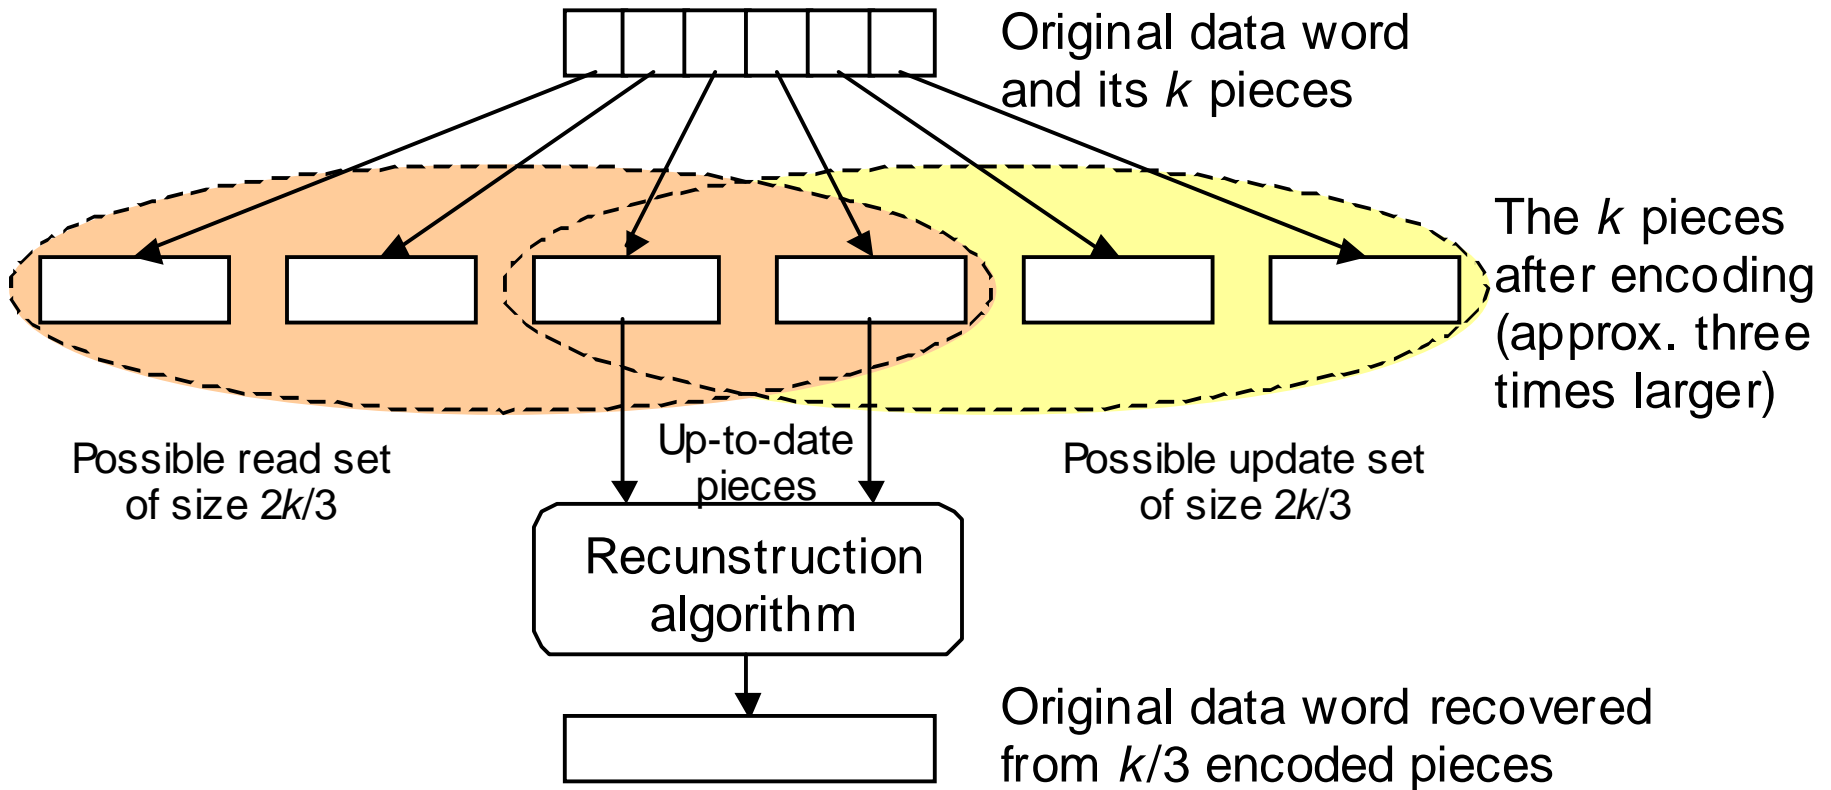 Original data word
and its k pieces
The k pieces
after encoding
(approx. three
times larger)
Possible read set
of size 2k/3
Up-to-date
pieces
Possible update set
of size 2k/3
Recunstruction
algorithm
Original data word recovered
from k/3 encoded pieces